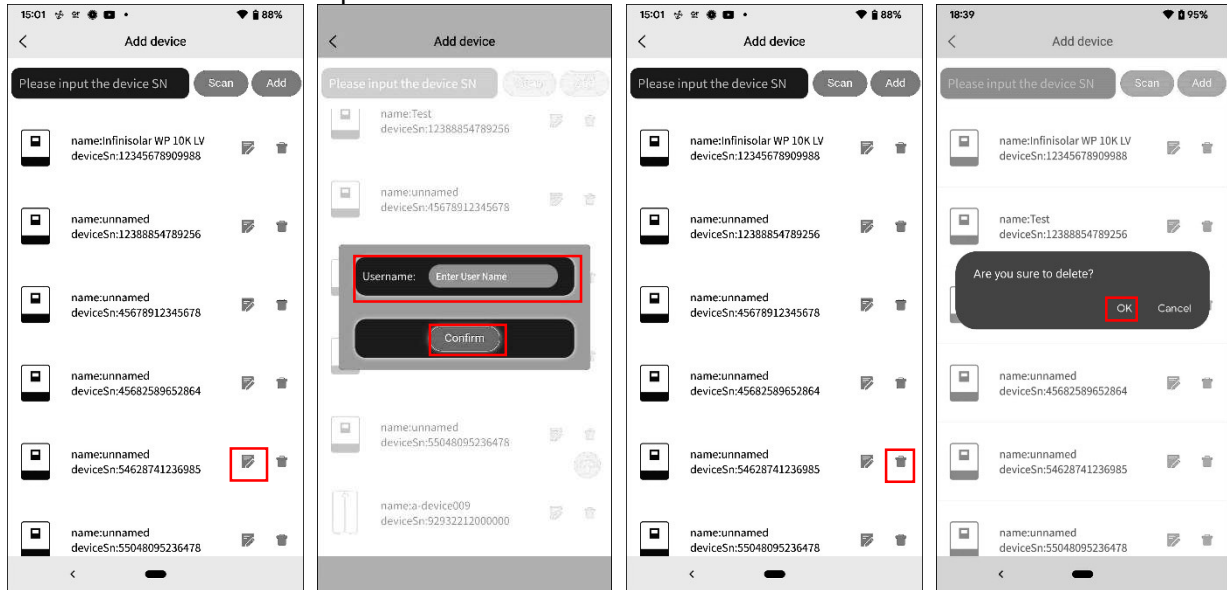 15:01 88%
Add device
Please input the device SN Scan Add
name:Infinisolar WP 10K LV
deviceSn:12345678909988
name:unnamed
deviceSn:12388854789256
name:unnamed
deviceSn:45678912345678
name:unnamed
deviceSn:45682589652864
name:unnamed
deviceSn:54628741236985
name:unnamed
deviceSn:55048095236478
Add device
Please input the device SN
name:Test
deviceSn:12388854789256
name:unnamed
deviceSn:45678912345678
Username: Enter User Name
Confirm
name:unnamed
deviceSn:55048095236478
name:a-device009
deviceSn:92932212000000
15:01 88%
Add device
Please input the device SN Scan Add
name:Infinisolar WP 10K LV
deviceSn:12345678909988
name:unnamed
deviceSn:12388854789256
name:unnamed
deviceSn:45678912345678
name:unnamed
deviceSn:45682589652864
name:unnamed
deviceSn:54628741236985
name:unnamed
deviceSn:55048095236478
18:39 95%
Add device
Please input the device SN Scan Add
name:Infinisolar WP 10K LV
deviceSn:12345678909988
name:Test
deviceSn:12388854789256
Are you sure to delete?
OK Cancel
name:unnamed
deviceSn:45682589652864
name:unnamed
deviceSn:54628741236985
name:unnamed
deviceSn:55048095236478